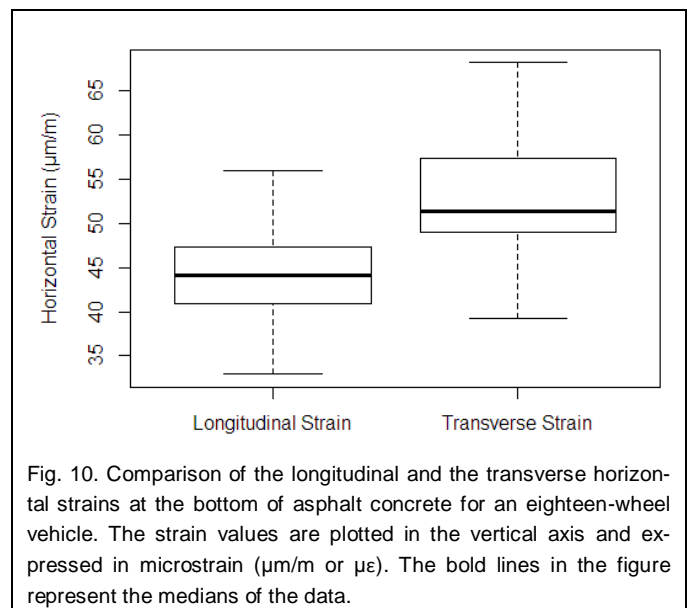 Horizontal Strain (μm/m)
65
60
55
50
45
40
35
Longitudinal Strain
Transverse Strain
Fig. 10. Comparison of the longitudinal and the transverse horizon-
tal strains at the bottom of asphalt concrete for an eighteen-wheel
vehicle. The strain values are plotted in the vertical axis and ex-
pressed in microstrain (μm/m or με). The bold lines in the figure
represent the medians of the data.